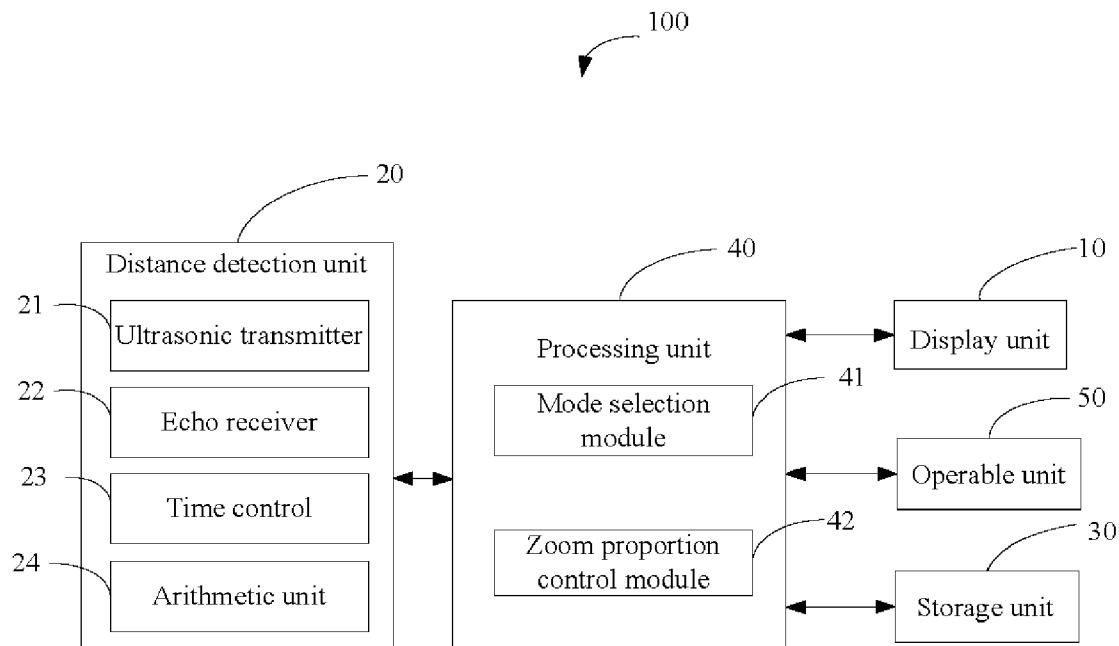 100
20
Distance detection unit
21
Ultrasonic transmitter
22
Echo receiver
23
Time control
24
Arithmetic unit
40
Processing unit
41
Mode selection
module
42
Zoom proportion
control module
10
Display unit
50
Operable unit
30
Storage unit